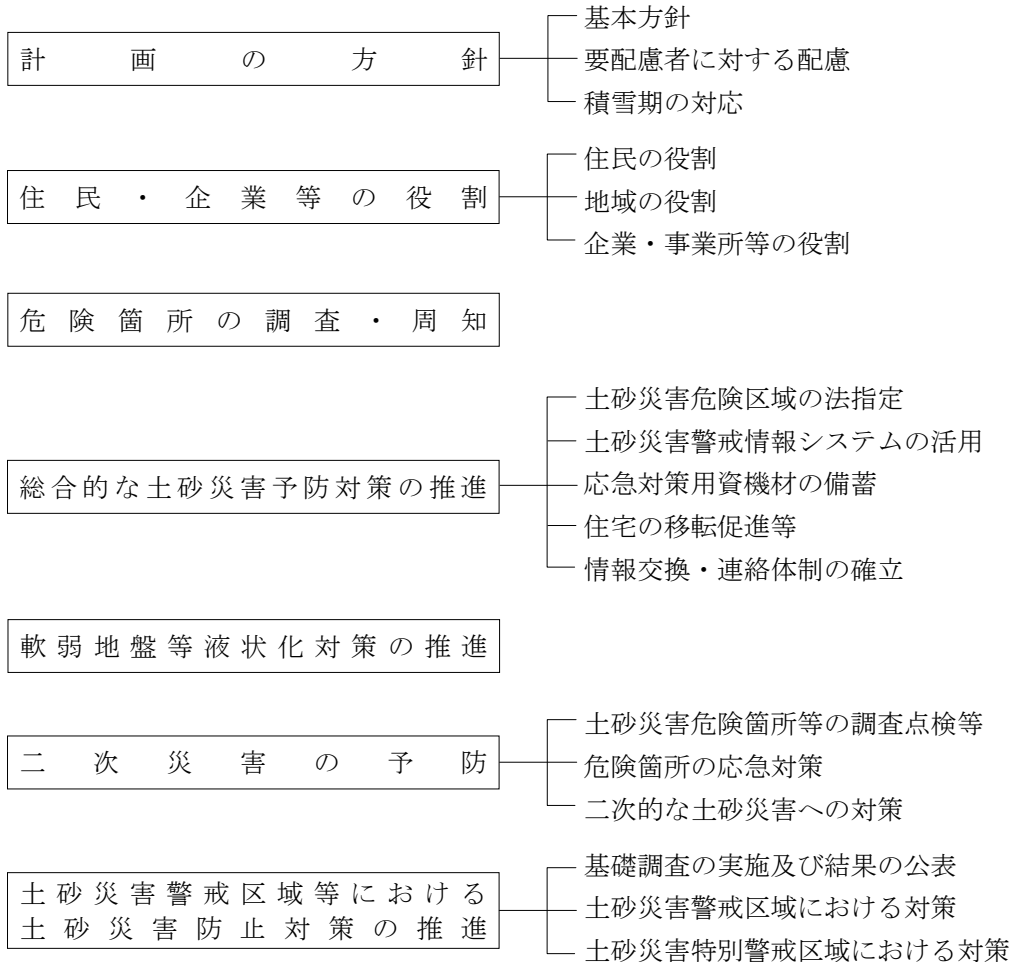 計画の方針
基本方針
要配慮者に対する配慮
積雪期の対応
住民・企業等の役割
住民の役割
地域の役割
企業・事業所等の役割
危険箇所の調査・周知
総合的な土砂災害予防対策の推進
土砂災害危険区域の法指定
土砂災害警戒情報システムの活用
応急対策用資機材の備蓄
住宅の移転促進等
情報交換・連絡体制の確立
軟弱地盤等液状化対策の推進
二次災害の予防
土砂災害危険箇所等の調査点検等
危険箇所の応急対策
二次的な土砂災害への対策
土砂災害警戒区域等における
土砂災害防止対策の推進
基礎調査の実施及び結果の公表
土砂災害警戒区域における対策
土砂災害特別警戒区域における対策